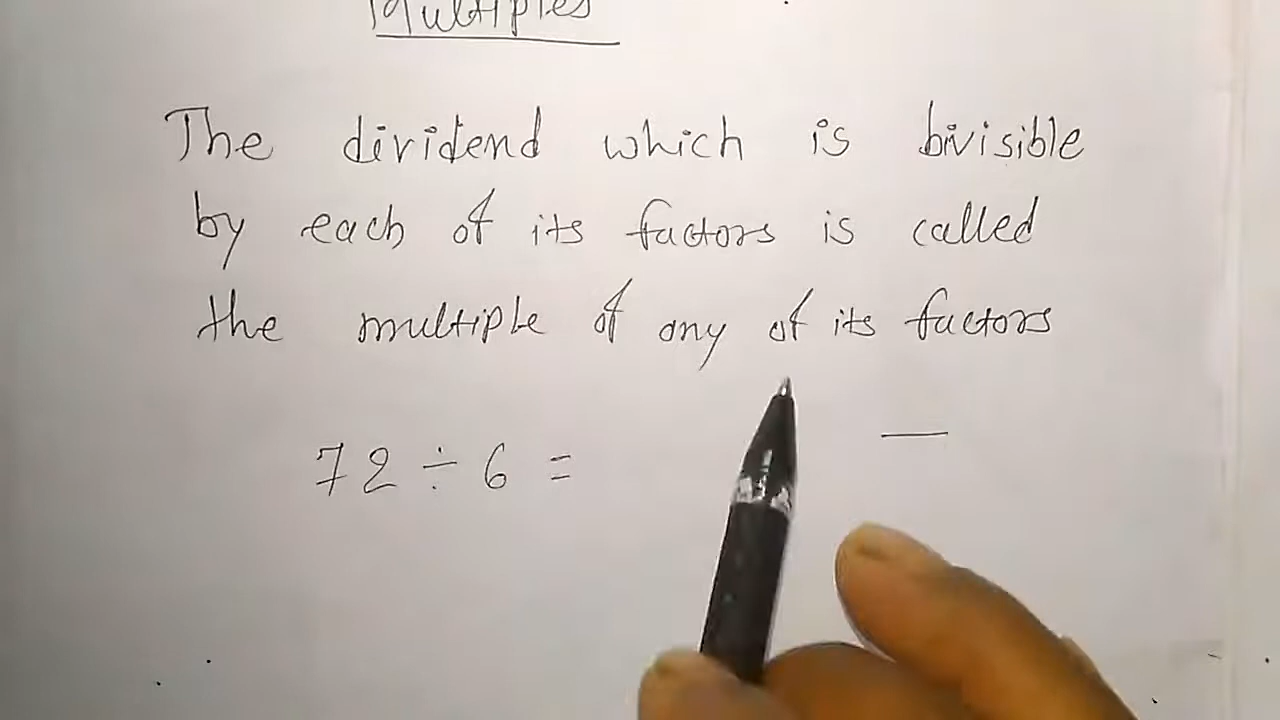 Multiples
The dividend which is bivisible
by each of its factors is called
the multiple of any of its factors
72 ÷ 6 =